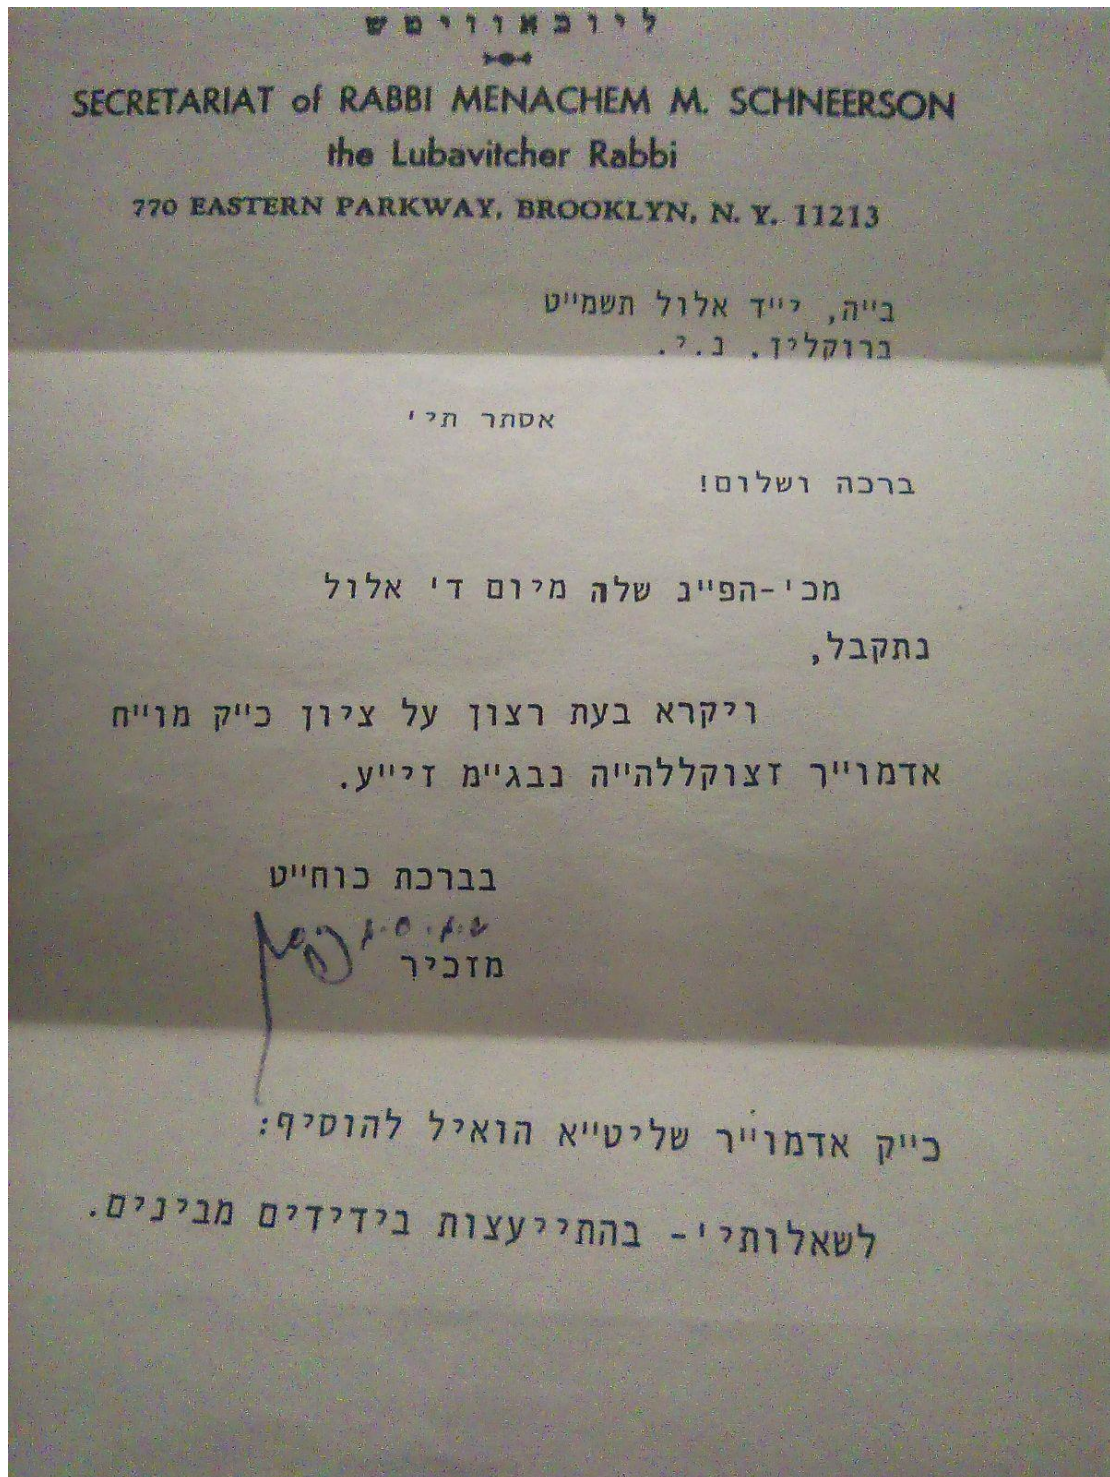 ליובאוויטש
SECRETARIAT of RABBI MENACHEM M. SCHNEERSON
the Lubavitcher Rabbi
770 EASTERN PARKWAY, BROOKLYN, N. Y. 11213
ב״ה, י״ד אלול תשמ״ט
ברוקלין. נ.י.
אסתר תי'
ברכה ושלום!
מכ'-הפ״נ שלה מיום ד' אלול
נתקבל,
ויקרא בעת רצון על ציון כ״ק מו״ח
אדמו״ר זצוקללה״ה נבג״מ זי״ע.
בברכת כוח״ט
מזכיר
כ״ק אדמו״ר שליט״א הואיל להוסיף:
לשאלותי'- בהתייעצות בידידים מבינים.